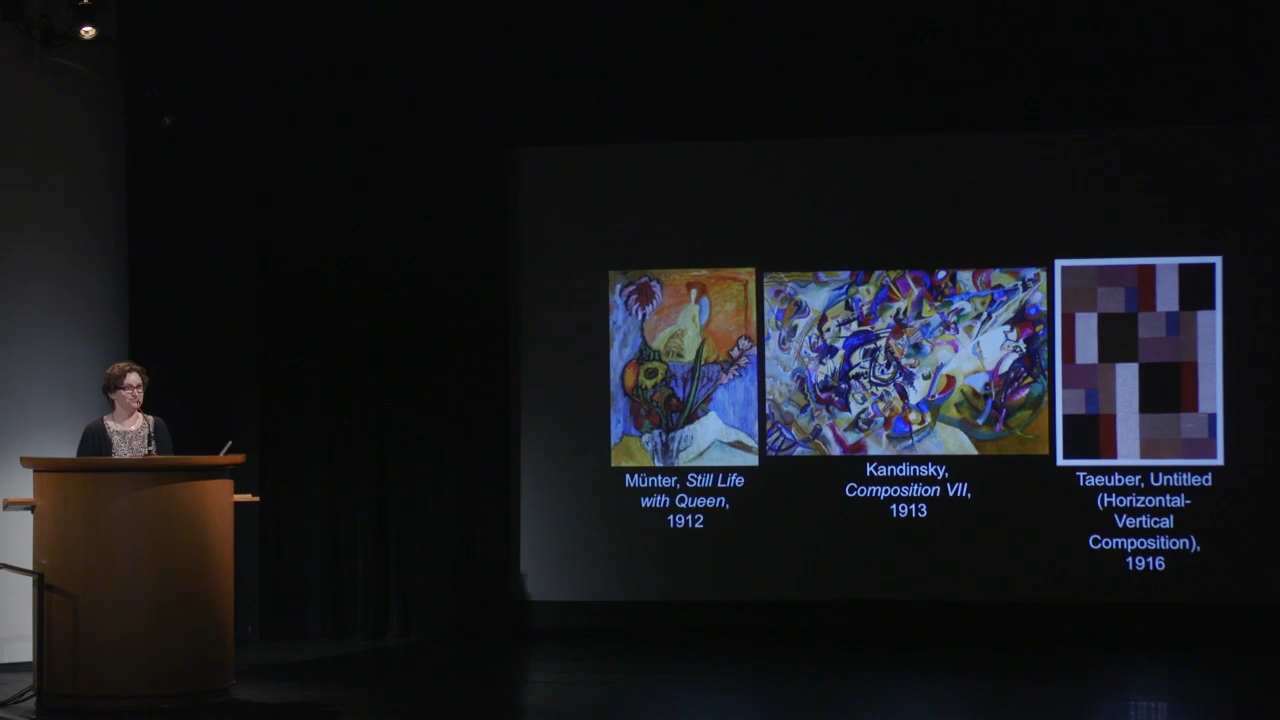 Münter, Still Life
with Queen,
1912
Kandinsky,
Composition VII,
1913
Taeuber, Untitled
(Horizontal-
Vertical
Composition),
1916